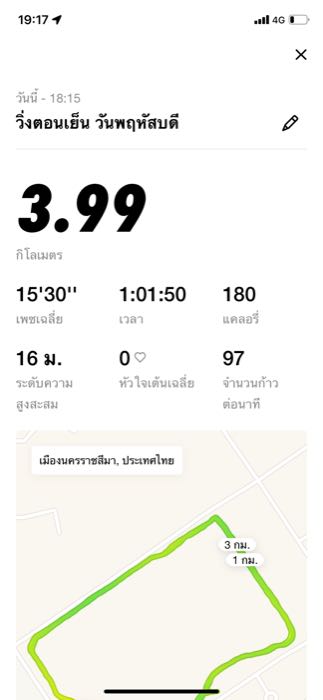 19:17
4G
วันนี้ - 18:15
วิ่งตอนเย็น วันพฤหัสบดี
3.99
กิโลเมตร
15'30'' 1:01:50 180
เพซเฉลี่ย เวลา แคลอรี่
16 ม. 0 97
ระดับความสูงสะสม หัวใจเต้นเฉลี่ย จำนวนก้าวต่อนาที
เมืองนครราชสีมา, ประเทศไทย
3 กม.
1 กม.